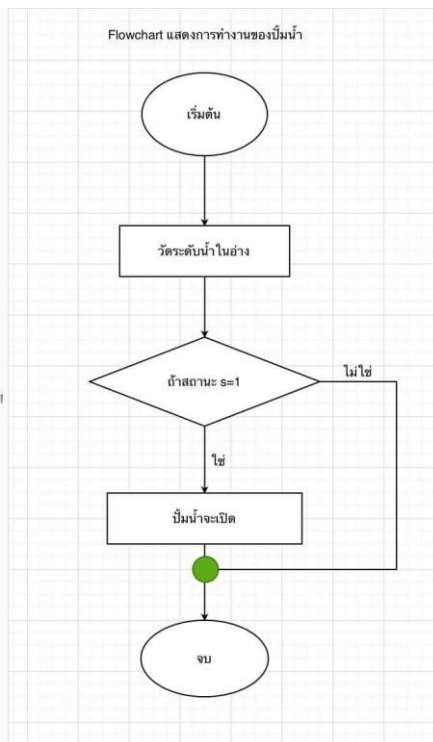 Flowchart แสดงการทำงานของปั้มน้ำ
เริ่มต้น
วัดระดับน้ำในอ่าง
ถ้าสถานะ s=1
ไม่ใช่
ใช่
ปั้มน้ำจะเปิด
จบ